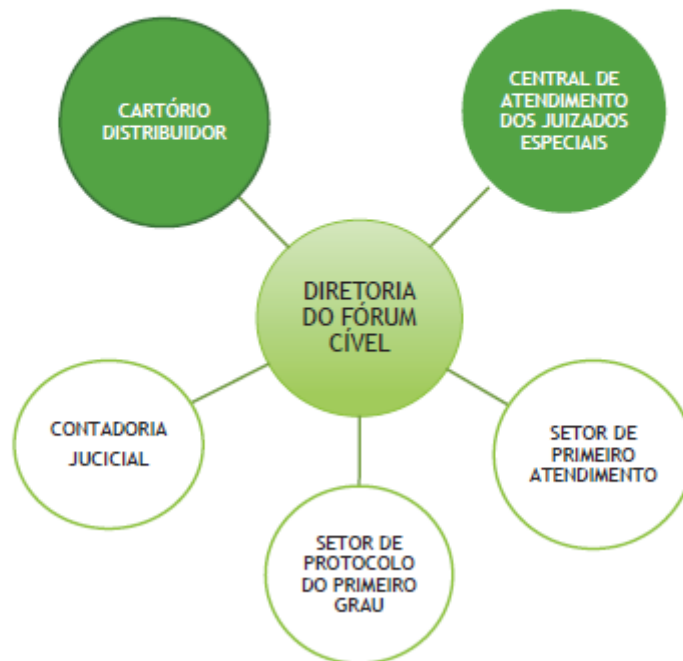 CARTÓRIO
DISTRIBUIDOR
CENTRAL DE
ATENDIMENTO
DOS JUIZADOS
ESPECIAIS
DIRETORIA
DO FÓRUM
CÍVEL
CONTADORIA
JUCICIAL
SETOR DE
PRIMEIRO
ATENDIMENTO
SETOR DE
PROTOCOLO
DO PRIMEIRO
GRAU